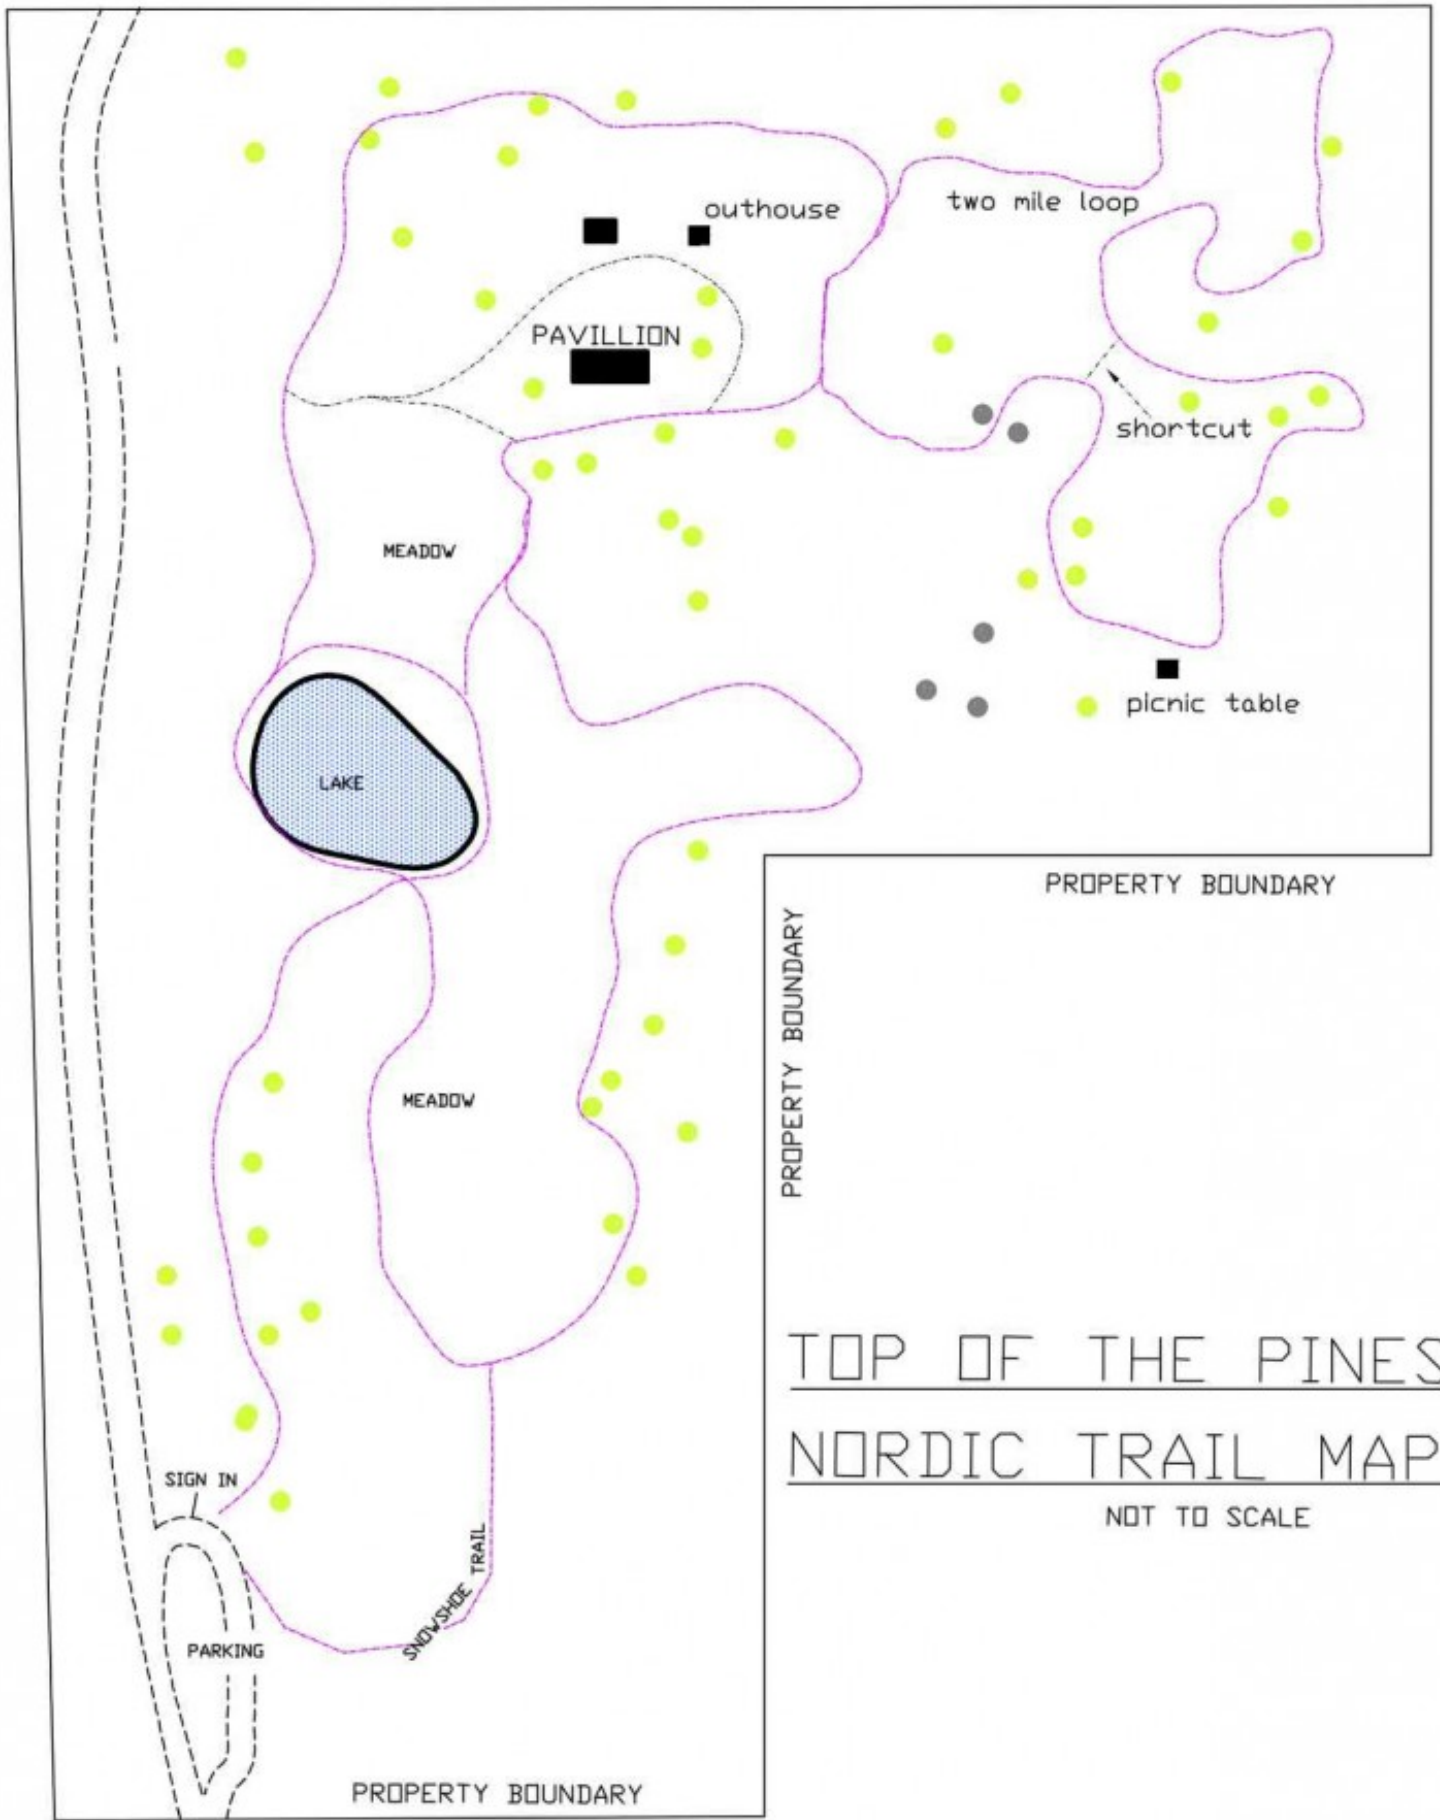 outhouse
two mile loop
PAVILLION
shortcut
MEADOW
picnic table
LAKE
PROPERTY BOUNDARY
PROPERTY BOUNDARY
MEADOW
TOP OF THE PINES
NORDIC TRAIL MAP
NOT TO SCALE
SIGN IN
SNOWSHOE TRAIL
PARKING
PROPERTY BOUNDARY